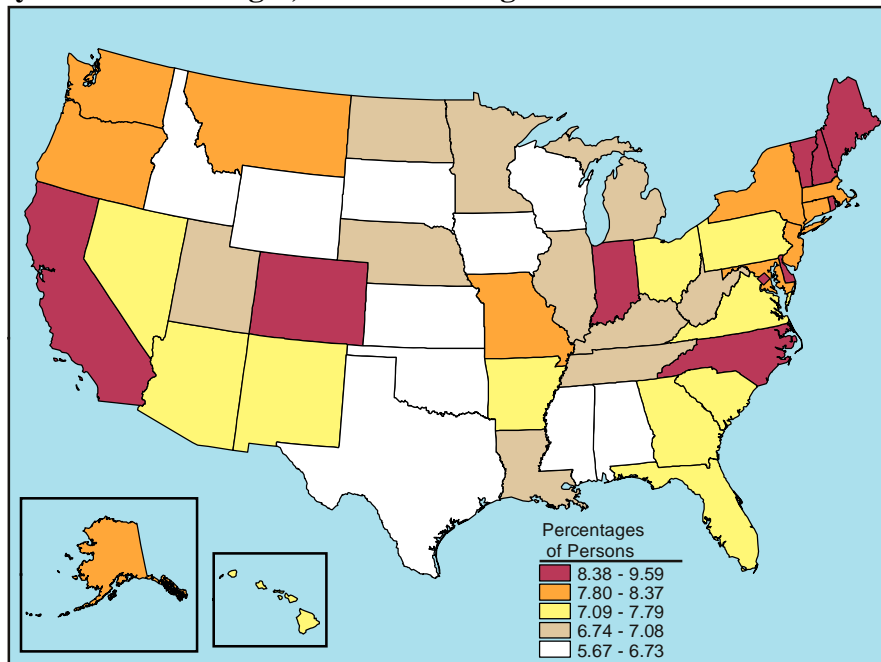 Percentages
of Persons
8.38 - 9.59
7.80 - 8.37
7.09 - 7.79
6.74 - 7.08
5.67 - 6.73